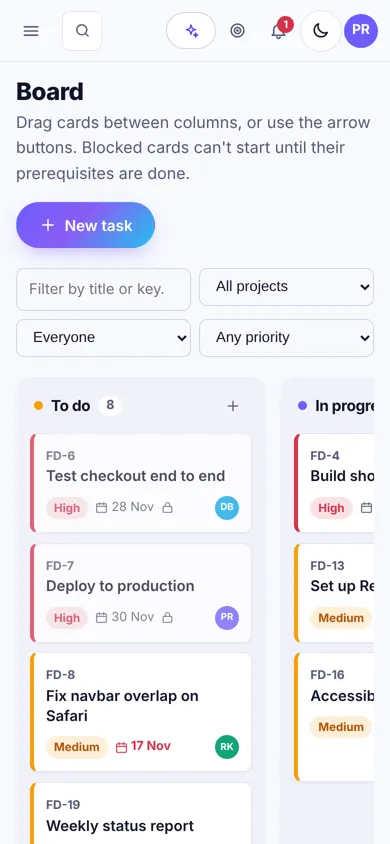 1
PR
Board
Drag cards between columns, or use the arrow
buttons. Blocked cards can't start until their
prerequisites are done.
New task
Filter by title or key.
All projects
Everyone
Any priority
To do 8
FD-6
Test checkout end to end
High 28 Nov DB
FD-7
Deploy to production
High 30 Nov PR
FD-8
Fix navbar overlap on
Safari
Medium 17 Nov RK
FD-19
Weekly status report
In progre
FD-4
Build sho
High
FD-13
Set up Re
Medium
FD-16
Accessib
Medium